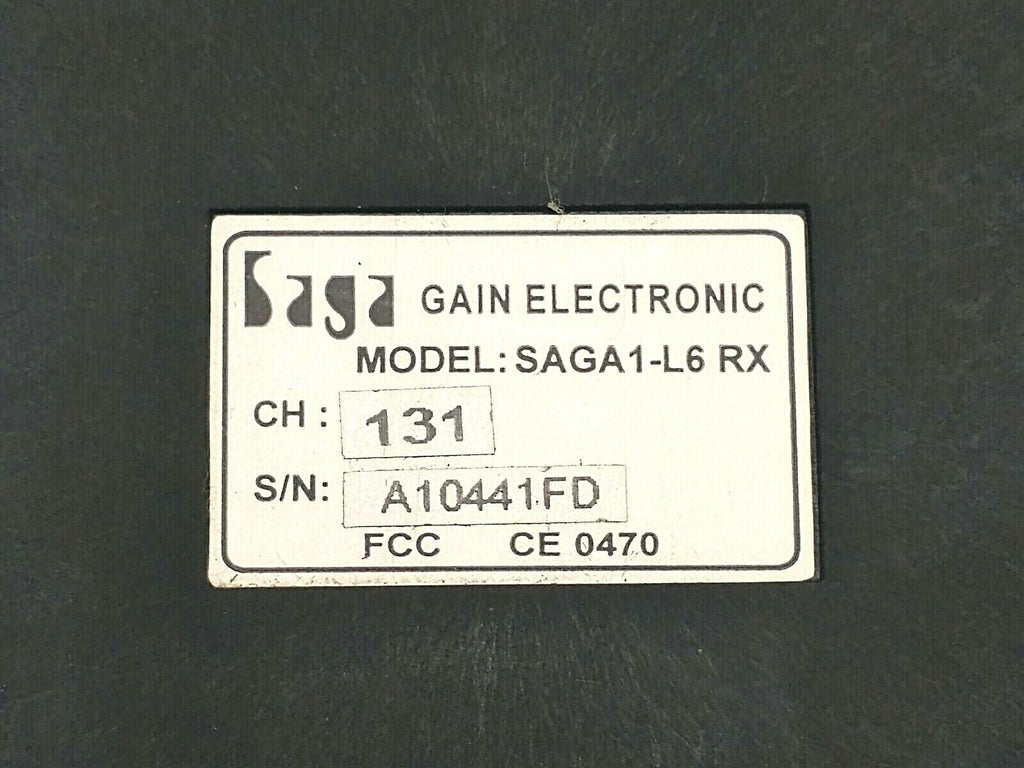 Saga GAIN ELECTRONIC
MODEL: SAGA1-L6 RX
CH : 131
S/N: A10441FD
FCC CE 0470